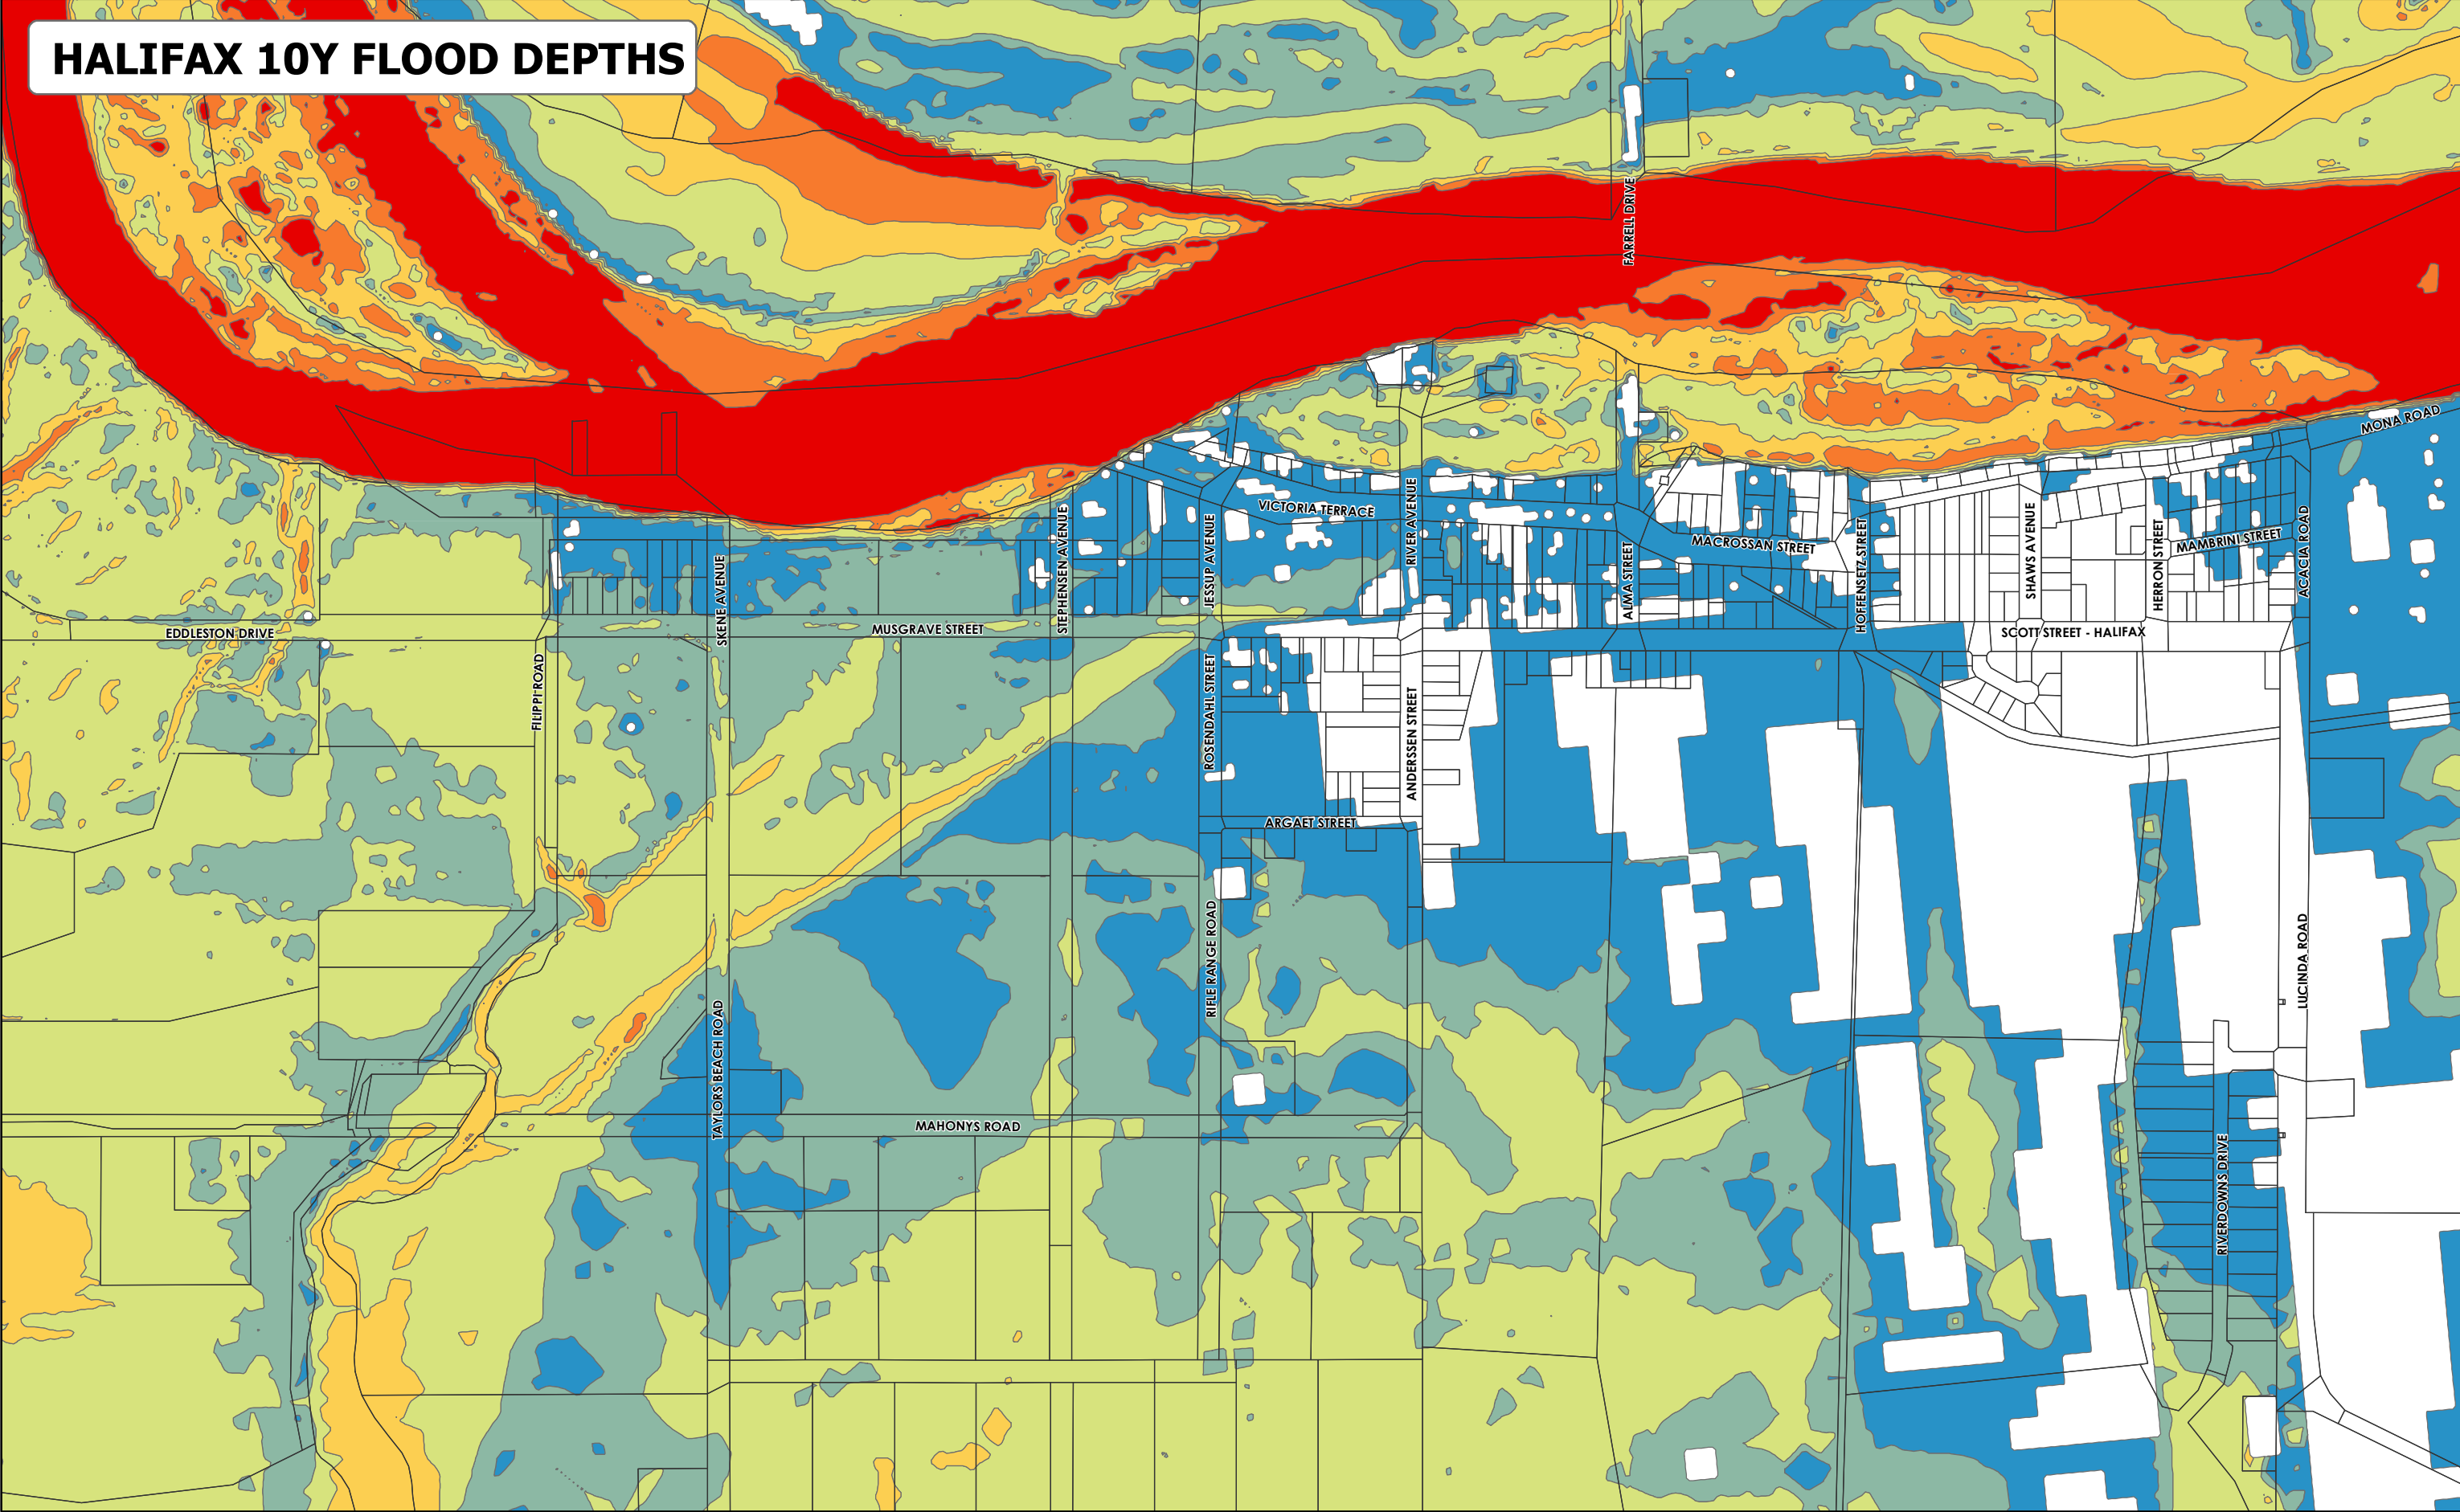 HALIFAX 10Y FLOOD DEPTHS
FARRELL DRIVE
MONA ROAD
VICTORIA TERRACE
RIVER AVENUE
STEPHENSEN AVENUE
JESSUP AVENUE
SKENE AVENUE
ALMA STREET
MACROSSAN STREET
HOFFENSETZ STREET
SHAWS AVENUE
HERRON STREET
MAMBRINI STREET
ACACIA ROAD
EDDLESTON DRIVE
MUSGRAVE STREET
SCOTT STREET - HALIFAX
FILIPPI ROAD
ROSENDAHL STREET
ANDERSSEN STREET
ARGAET STREET
RIFLE RANGE ROAD
LUCINDA ROAD
TAYLORS BEACH ROAD
MAHONYS ROAD
RIVERDOWNS DRIVE